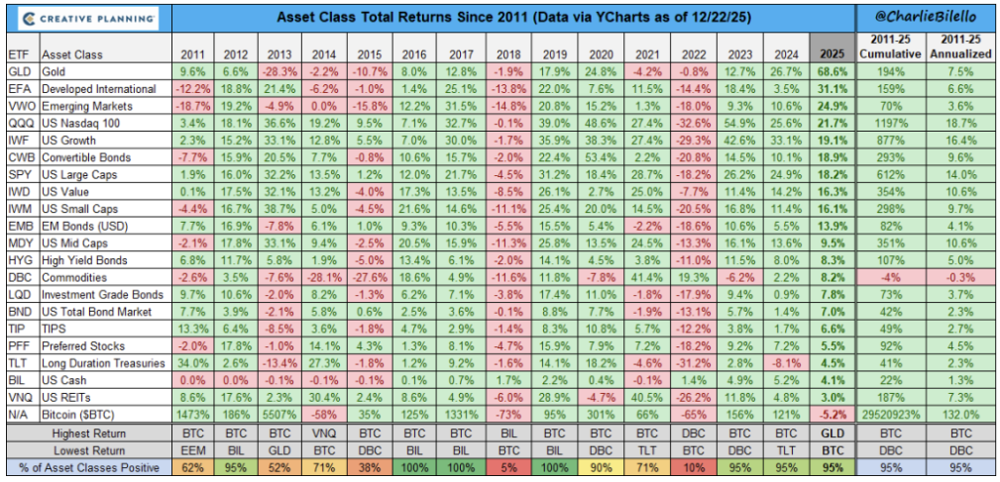 CREATIVE PLANNING
Asset Class Total Returns Since 2011 (Data via YCharts as of 12/22/25)
@CharlieBilello
ETF Asset Class 2011 2012 2013 2014 2015 2016 2017 2018 2019 2020 2021 2022 2023 2024 2025 2011-25 Cumulative 2011-25 Annualized
GLD Gold 9.6% 6.6% -28.3% -2.2% -10.7% 8.0% 12.8% -1.9% 17.9% 24.8% -4.2% -0.8% 12.7% 26.7% 68.6% 194% 7.5%
EFA Developed International -12.2% 18.8% 21.4% -6.2% -1.0% 1.4% 25.1% -13.8% 22.0% 7.6% 11.5% -14.4% 18.4% 3.5% 31.1% 159% 6.6%
VWO Emerging Markets -18.7% 19.2% -4.9% 0.0% -15.8% 12.2% 31.5% -14.8% 20.8% 15.2% 1.3% -18.0% 9.3% 10.6% 24.9% 70% 3.6%
QQQ US Nasdaq 100 3.4% 18.1% 36.6% 19.2% 9.5% 7.1% 32.7% -0.1% 39.0% 48.6% 27.4% -32.6% 54.9% 25.6% 21.7% 1197% 18.7%
IWF US Growth 2.3% 15.2% 33.1% 12.8% 5.5% 7.0% 30.0% -1.7% 35.9% 38.3% 27.4% -29.3% 42.6% 33.1% 19.1% 877% 16.4%
CWB Convertible Bonds -7.7% 15.9% 20.5% 7.7% -0.8% 10.6% 15.7% -2.0% 22.4% 53.4% 2.2% -20.8% 14.5% 10.1% 18.9% 293% 9.6%
SPY US Large Caps 1.9% 16.0% 32.2% 13.5% 1.2% 12.0% 21.7% -4.5% 31.2% 18.4% 28.7% -18.2% 26.2% 24.9% 18.2% 612% 14.0%
IWD US Value 0.1% 17.5% 32.1% 13.2% -4.0% 17.3% 13.5% -8.5% 26.1% 2.7% 25.0% -7.7% 11.4% 14.2% 16.3% 354% 10.6%
IWM US Small Caps -4.4% 16.7% 38.7% 5.0% -4.5% 21.6% 14.6% -11.1% 25.4% 20.0% 14.5% -20.5% 16.8% 11.4% 16.1% 298% 9.7%
EMB EM Bonds (USD) 7.7% 16.9% -7.8% 6.1% 1.0% 9.3% 10.3% -5.5% 15.5% 5.4% -2.2% -18.6% 10.6% 5.5% 13.9% 82% 4.1%
MDY US Mid Caps -2.1% 17.8% 33.1% 9.4% -2.5% 20.5% 15.9% -11.3% 25.8% 13.5% 24.5% -13.3% 16.1% 13.6% 9.5% 351% 10.6%
HYG High Yield Bonds 6.8% 11.7% 5.8% 1.9% -5.0% 13.4% 6.1% -2.0% 14.1% 4.5% 3.8% -11.0% 11.5% 8.0% 8.3% 107% 5.0%
DBC Commodities -2.6% 3.5% -7.6% -28.1% -27.6% 18.6% 4.9% -11.6% 11.8% -7.8% 41.4% 19.3% -6.2% 2.2% 8.2% -4% -0.3%
LQD Investment Grade Bonds 9.7% 10.6% -2.0% 8.2% -1.3% 6.2% 7.1% -3.8% 17.4% 11.0% -1.8% -17.9% 9.4% 0.9% 7.8% 73% 3.7%
BND US Total Bond Market 7.7% 3.9% -2.1% 5.8% 0.6% 2.5% 3.6% -0.1% 8.8% 7.7% -1.9% -13.1% 5.7% 1.4% 7.0% 42% 2.3%
TIP TIPS 13.3% 6.4% -8.5% 3.6% -1.8% 4.7% 2.9% -1.4% 8.3% 10.8% 5.7% -12.2% 3.8% 1.7% 6.6% 49% 2.7%
PFF Preferred Stocks -2.0% 17.8% -1.0% 14.1% 4.3% 1.3% 8.1% -4.7% 15.9% 7.9% 7.2% -18.2% 9.2% 7.2% 5.5% 92% 4.5%
TLT Long Duration Treasuries 34.0% 2.6% -13.4% 27.3% -1.8% 1.2% 9.2% -1.6% 14.1% 18.2% -4.6% -31.2% 2.8% -8.1% 4.5% 41% 2.3%
BIL US Cash 0.0% 0.0% -0.1% -0.1% -0.1% 0.1% 0.7% 1.7% 2.2% 0.4% -0.1% 1.4% 4.9% 5.2% 4.1% 22% 1.3%
VNQ US REITs 8.6% 17.6% 2.3% 30.4% 2.4% 8.6% 4.9% -6.0% 28.9% -4.7% 40.5% -26.2% 11.8% 4.8% 3.0% 187% 7.3%
N/A Bitcoin ($BTC) 1473% 186% 5507% -58% 35% 125% 1331% -73% 95% 301% 66% -65% 156% 121% -5.2% 29520923% 132.0%
Highest Return BTC BTC BTC VNQ BTC BTC BTC BIL BTC BTC BTC DBC BTC BTC GLD BTC BTC
Lowest Return EEM BIL GLD BTC DBC BIL BIL BTC BIL DBC TLT BTC DBC TLT BTC DBC DBC
% of Asset Classes Positive 62% 95% 52% 71% 38% 100% 100% 5% 100% 90% 71% 10% 95% 95% 95% 95% 95%